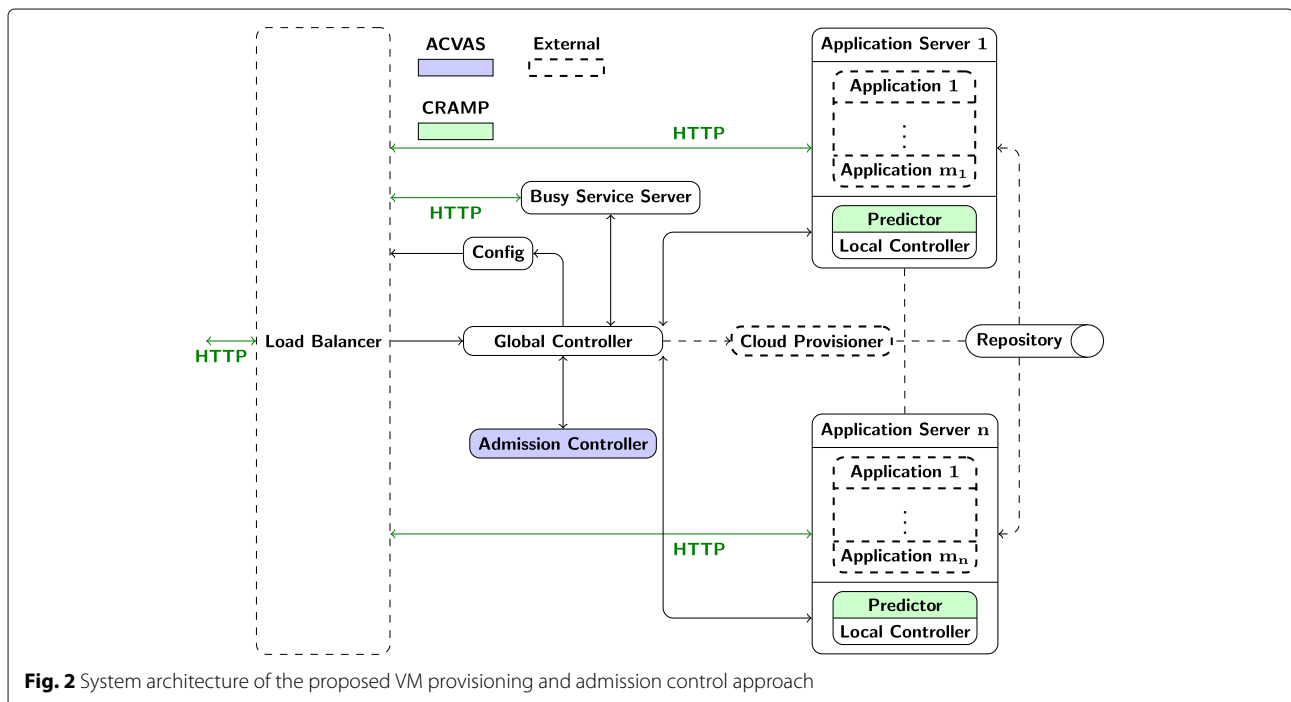 ACVAS
External
CRAMP
HTTP
HTTP
Busy Service Server
Config
HTTP
Load Balancer
Global Controller
Cloud Provisioner
Repository
Admission Controller
HTTP
Application Server 1
Application 1
⋮
Application m₁
Predictor
Local Controller
Application Server n
Application 1
⋮
Application mₙ
Predictor
Local Controller
Fig. 2 System architecture of the proposed VM provisioning and admission control approach